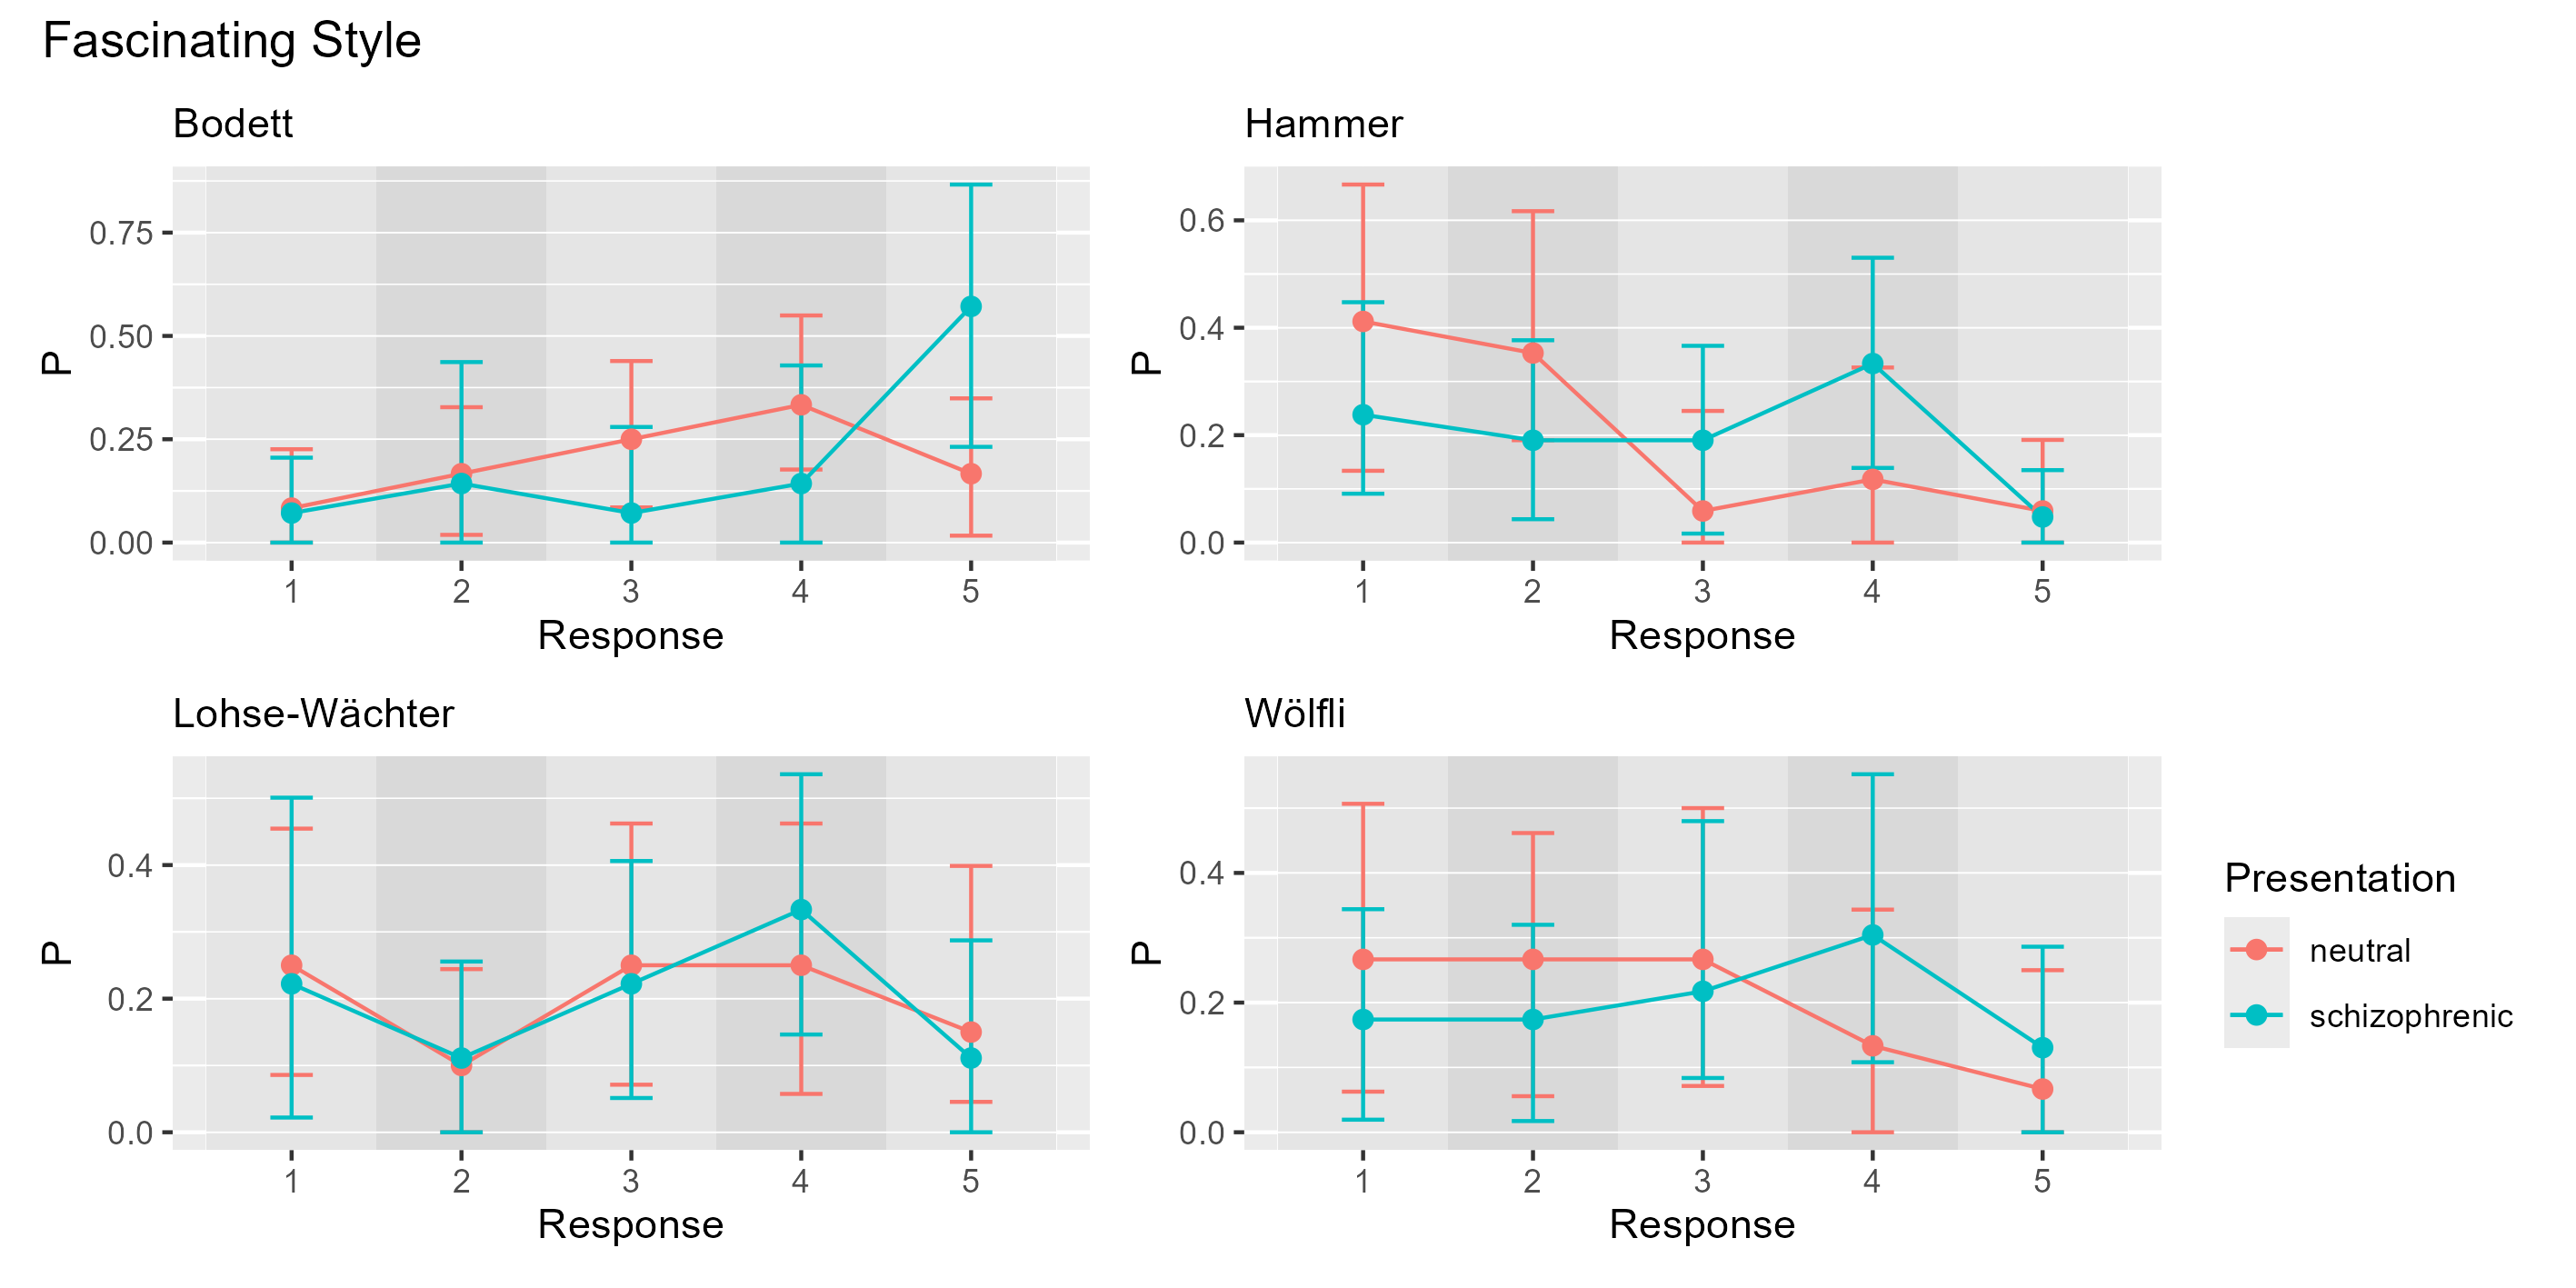 Fascinating Style
Bodett
P
0.75
0.50
0.25
0.00
1 2 3 4 5
Response
Hammer
P
0.6
0.4
0.2
0.0
1 2 3 4 5
Response
Lohse-Wächter
P
0.4
0.2
0.0
1 2 3 4 5
Response
Wölfli
P
0.4
0.2
0.0
1 2 3 4 5
Response
Presentation
neutral
schizophrenic